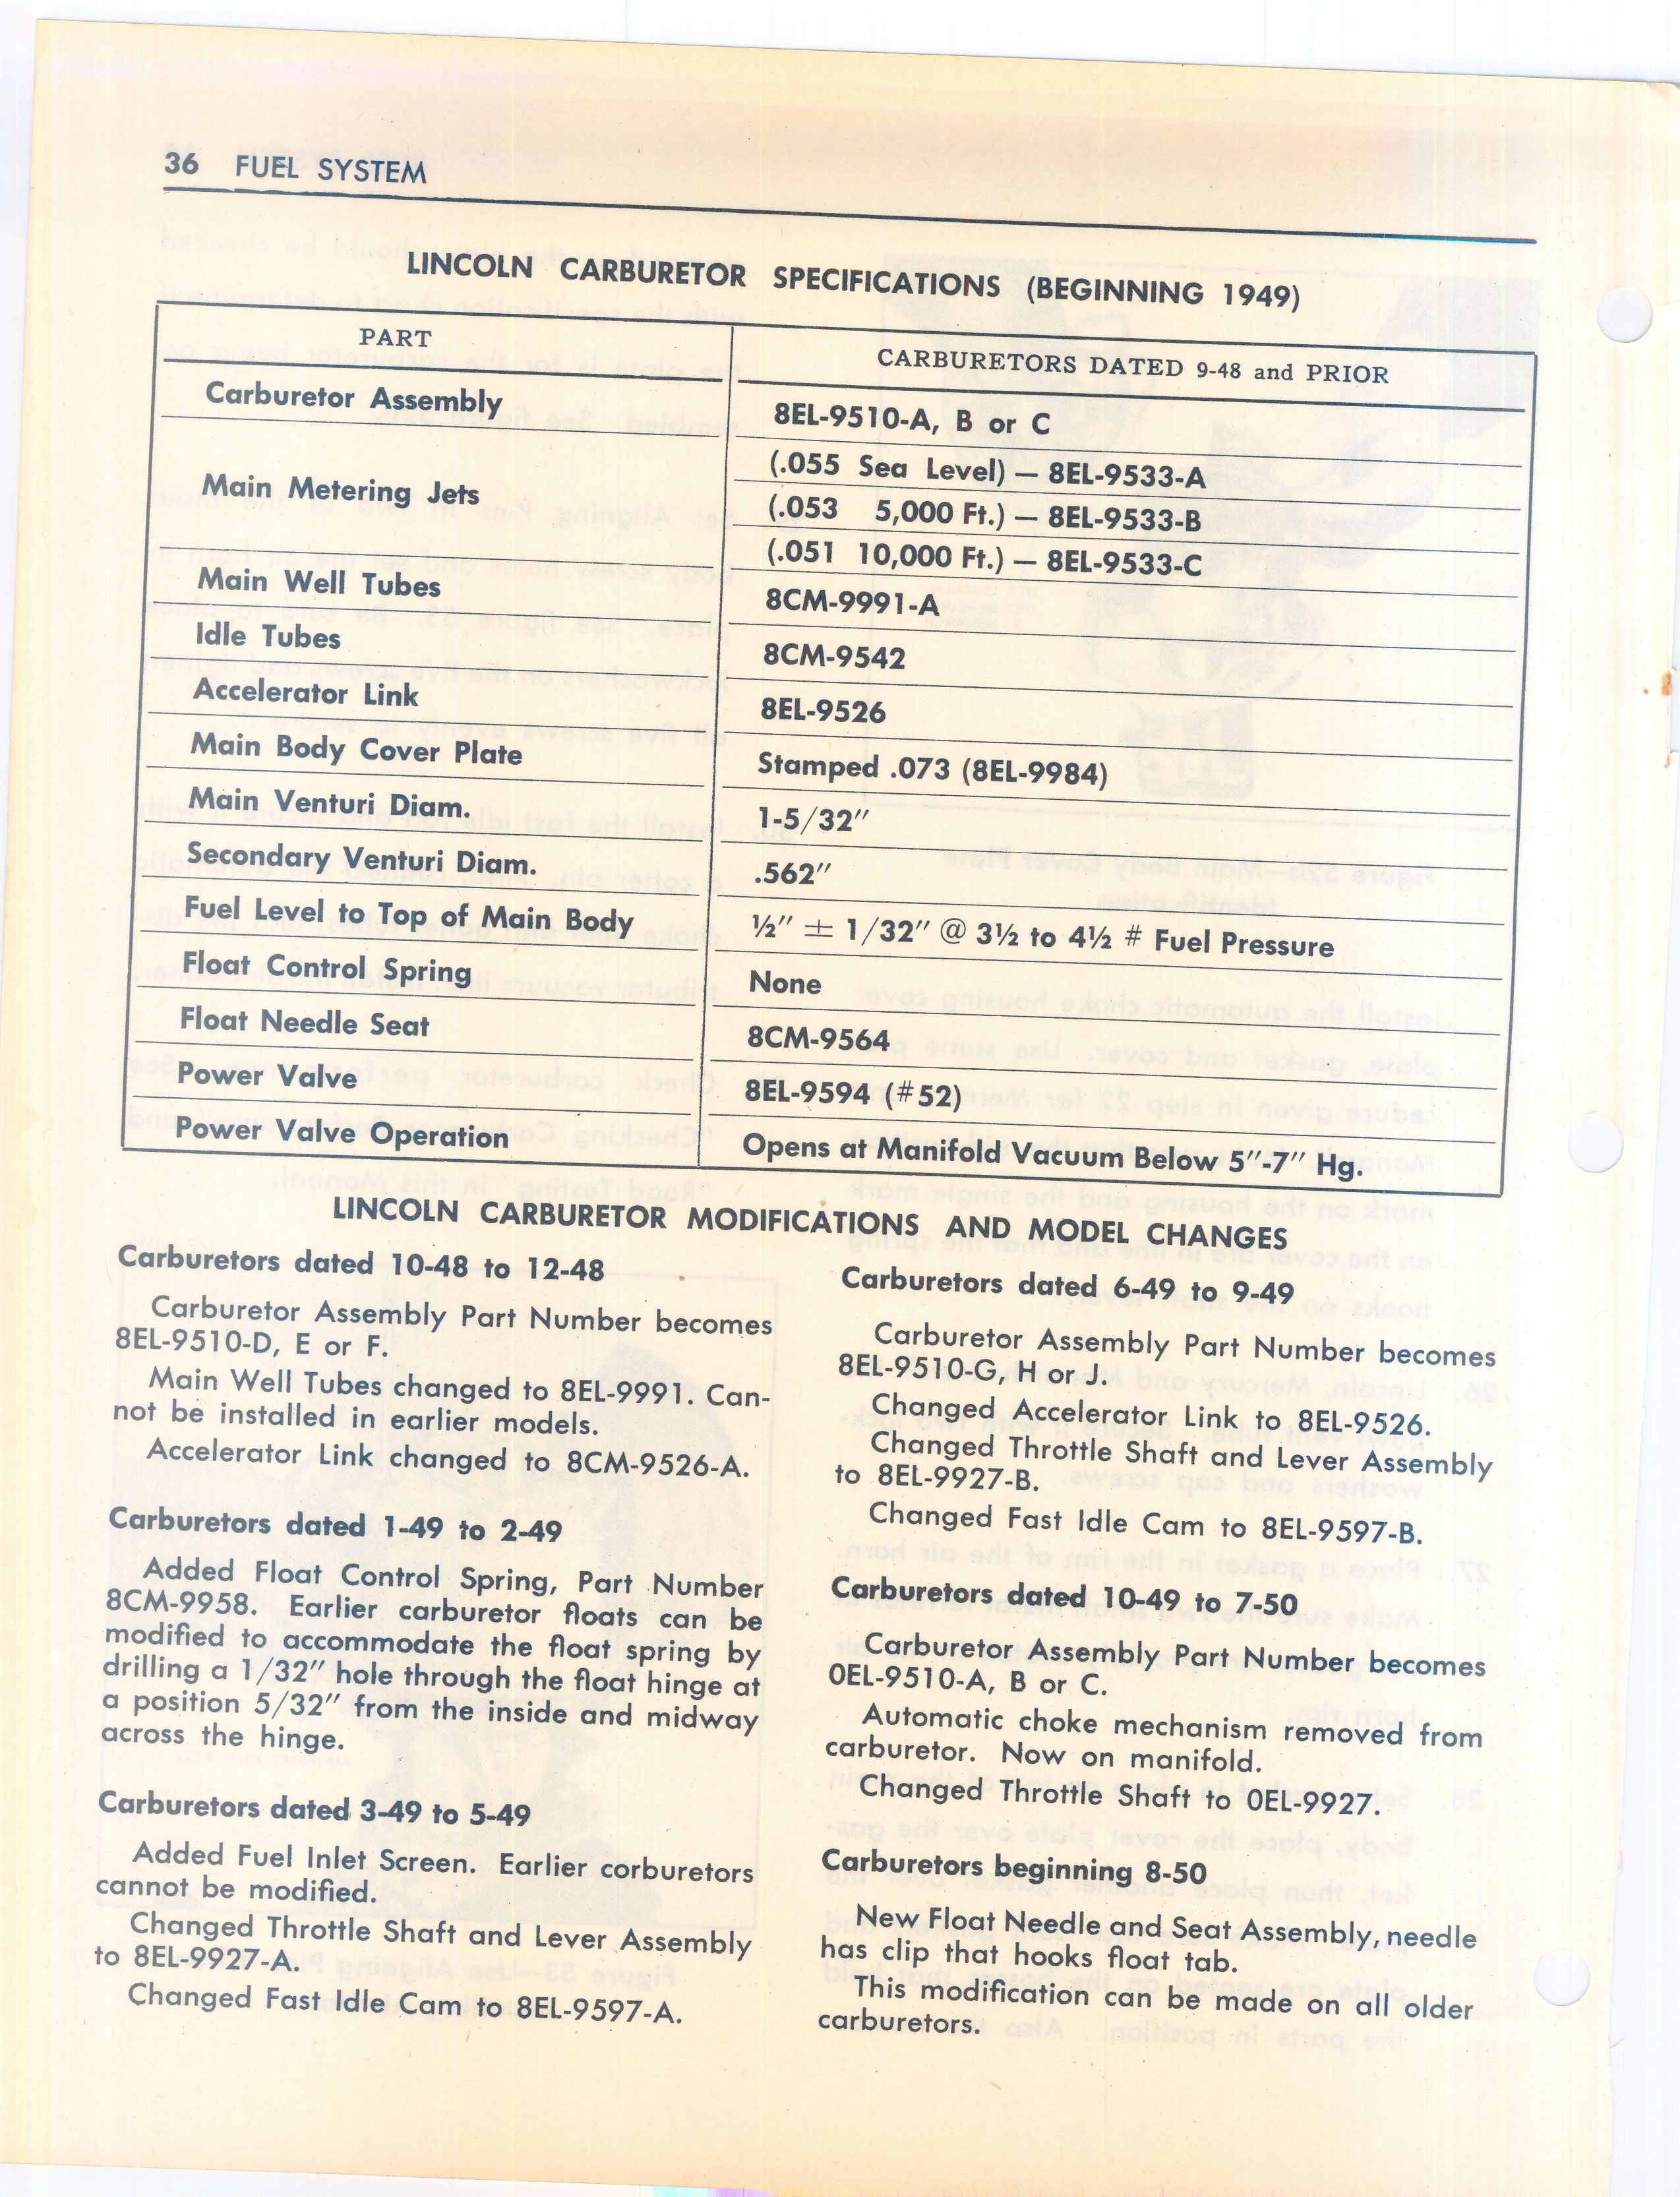 36 FUEL SYSTEM
LINCOLN CARBURETOR SPECIFICATIONS (BEGINNING 1949)
PART
CARBURETORS DATED 9-48 and PRIOR
Carburetor Assembly
8EL-9510-A, B or C
Main Metering Jets
(.055 Sea Level) — 8EL-9533-A
(.053 5,000 Ft.) — 8EL-9533-B
(.051 10,000 Ft.) — 8EL-9533-C
Main Well Tubes
8CM-9991-A
Idle Tubes
8CM-9542
Accelerator Link
8EL-9526
Main Body Cover Plate
Stamped .073 (8EL-9984)
Main Venturi Diam.
1-5/32″
Secondary Venturi Diam.
.562″
Fuel Level to Top of Main Body
½″ ± 1/32″ @ 3½ to 4½ # Fuel Pressure
Float Control Spring
None
Float Needle Seat
8CM-9564
Power Valve
8EL-9594 (#52)
Power Valve Operation
Opens at Manifold Vacuum Below 5″-7″ Hg.
LINCOLN CARBURETOR MODIFICATIONS AND MODEL CHANGES
Carburetors dated 10-48 to 12-48
Carburetor Assembly Part Number becomes
8EL-9510-D, E or F.
Main Well Tubes changed to 8EL-9991. Can-
not be installed in earlier models.
Accelerator Link changed to 8CM-9526-A.
Carburetors dated 1-49 to 2-49
Added Float Control Spring, Part Number
8CM-9958. Earlier carburetor floats can be
modified to accommodate the float spring by
drilling a 1/32″ hole through the float hinge at
a position 5/32″ from the inside and midway
across the hinge.
Carburetors dated 3-49 to 5-49
Added Fuel Inlet Screen. Earlier corburetors
cannot be modified.
Changed Throttle Shaft and Lever Assembly
to 8EL-9927-A.
Changed Fast Idle Cam to 8EL-9597-A.
Carburetors dated 6-49 to 9-49
Carburetor Assembly Part Number becomes
8EL-9510-G, H or J.
Changed Accelerator Link to 8EL-9526.
Changed Throttle Shaft and Lever Assembly
to 8EL-9927-B.
Changed Fast Idle Cam to 8EL-9597-B.
Carburetors dated 10-49 to 7-50
Carburetor Assembly Part Number becomes
0EL-9510-A, B or C.
Automatic choke mechanism removed from
carburetor. Now on manifold.
Changed Throttle Shaft to 0EL-9927.
Carburetors beginning 8-50
New Float Needle and Seat Assembly, needle
has clip that hooks float tab.
This modification can be made on all older
carburetors.